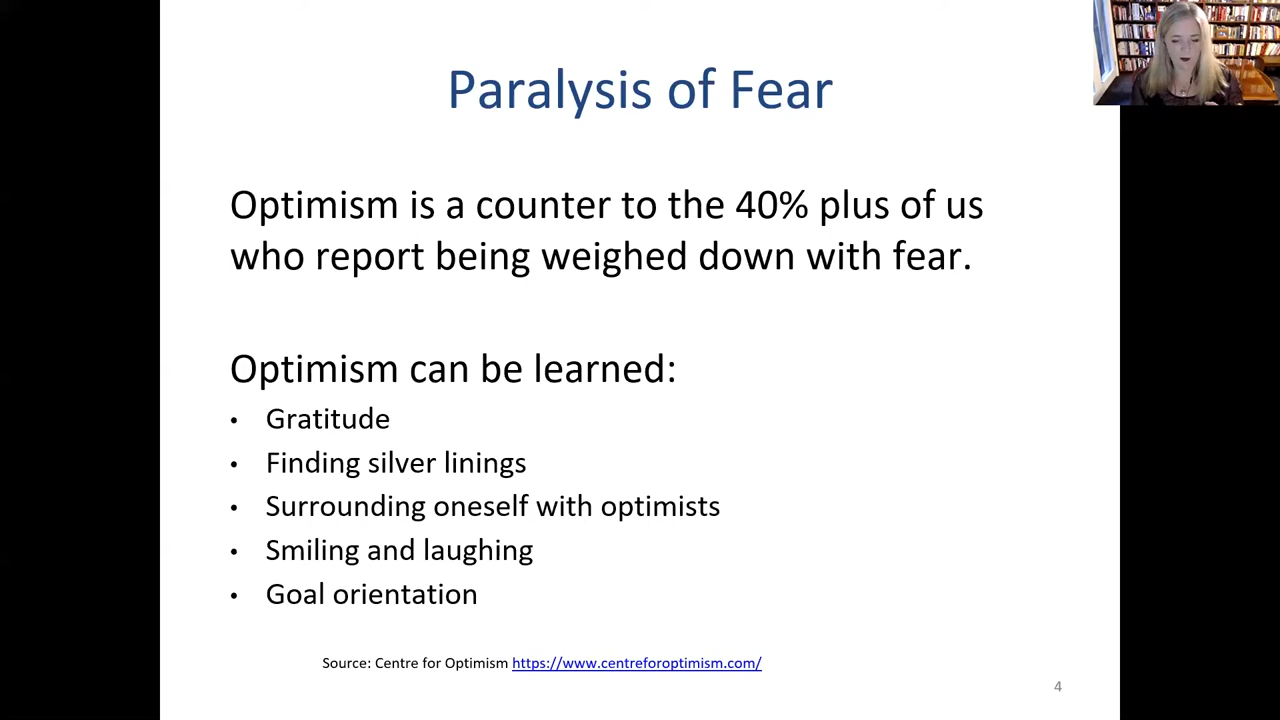 Paralysis of Fear
Optimism is a counter to the 40% plus of us
who report being weighed down with fear.
Optimism can be learned:
• Gratitude
• Finding silver linings
• Surrounding oneself with optimists
• Smiling and laughing
• Goal orientation
Source: Centre for Optimism https://www.centreforoptimism.com/
4